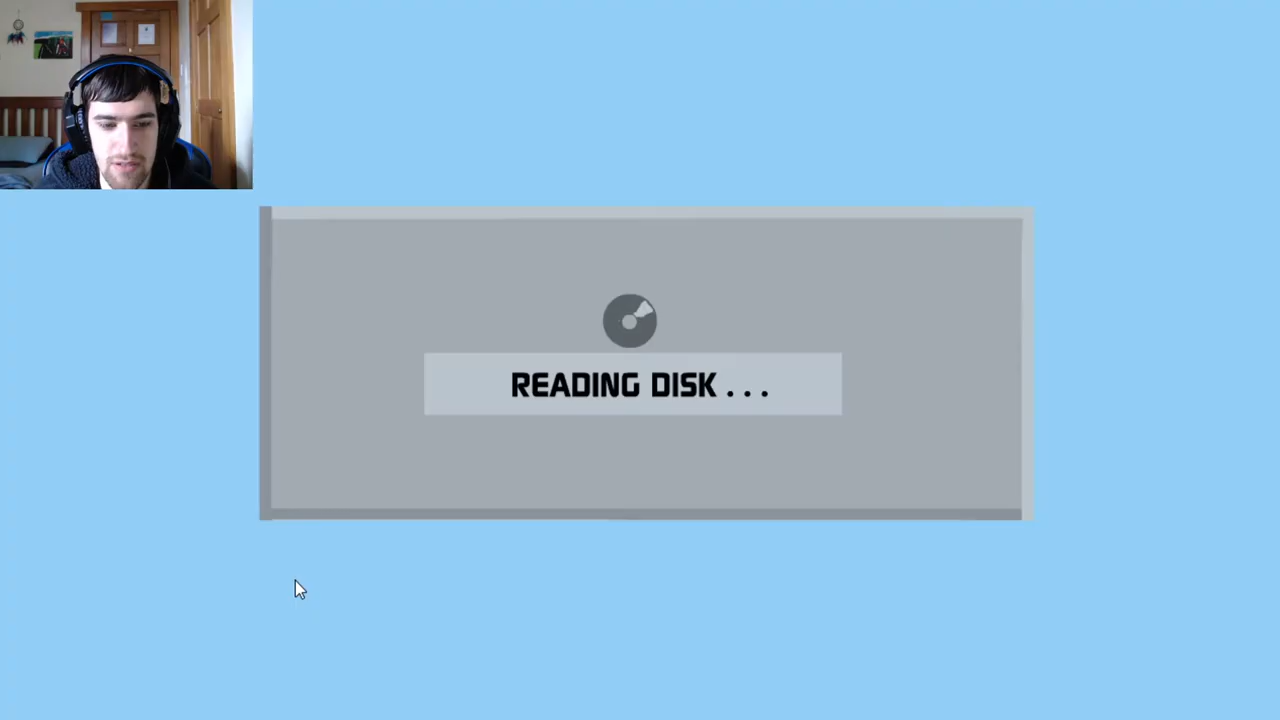 READING DISK . . .